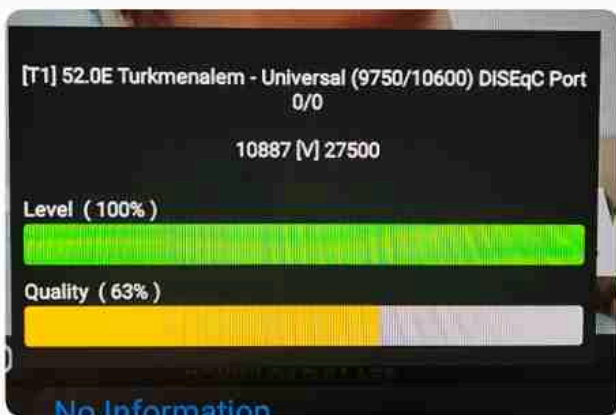 [T1] 52.0E Turkmenalem - Universal (9750/10600) DiSEqC Port
0/0
10887 [V] 27500
Level ( 100% )
Quality ( 63% )
No Information